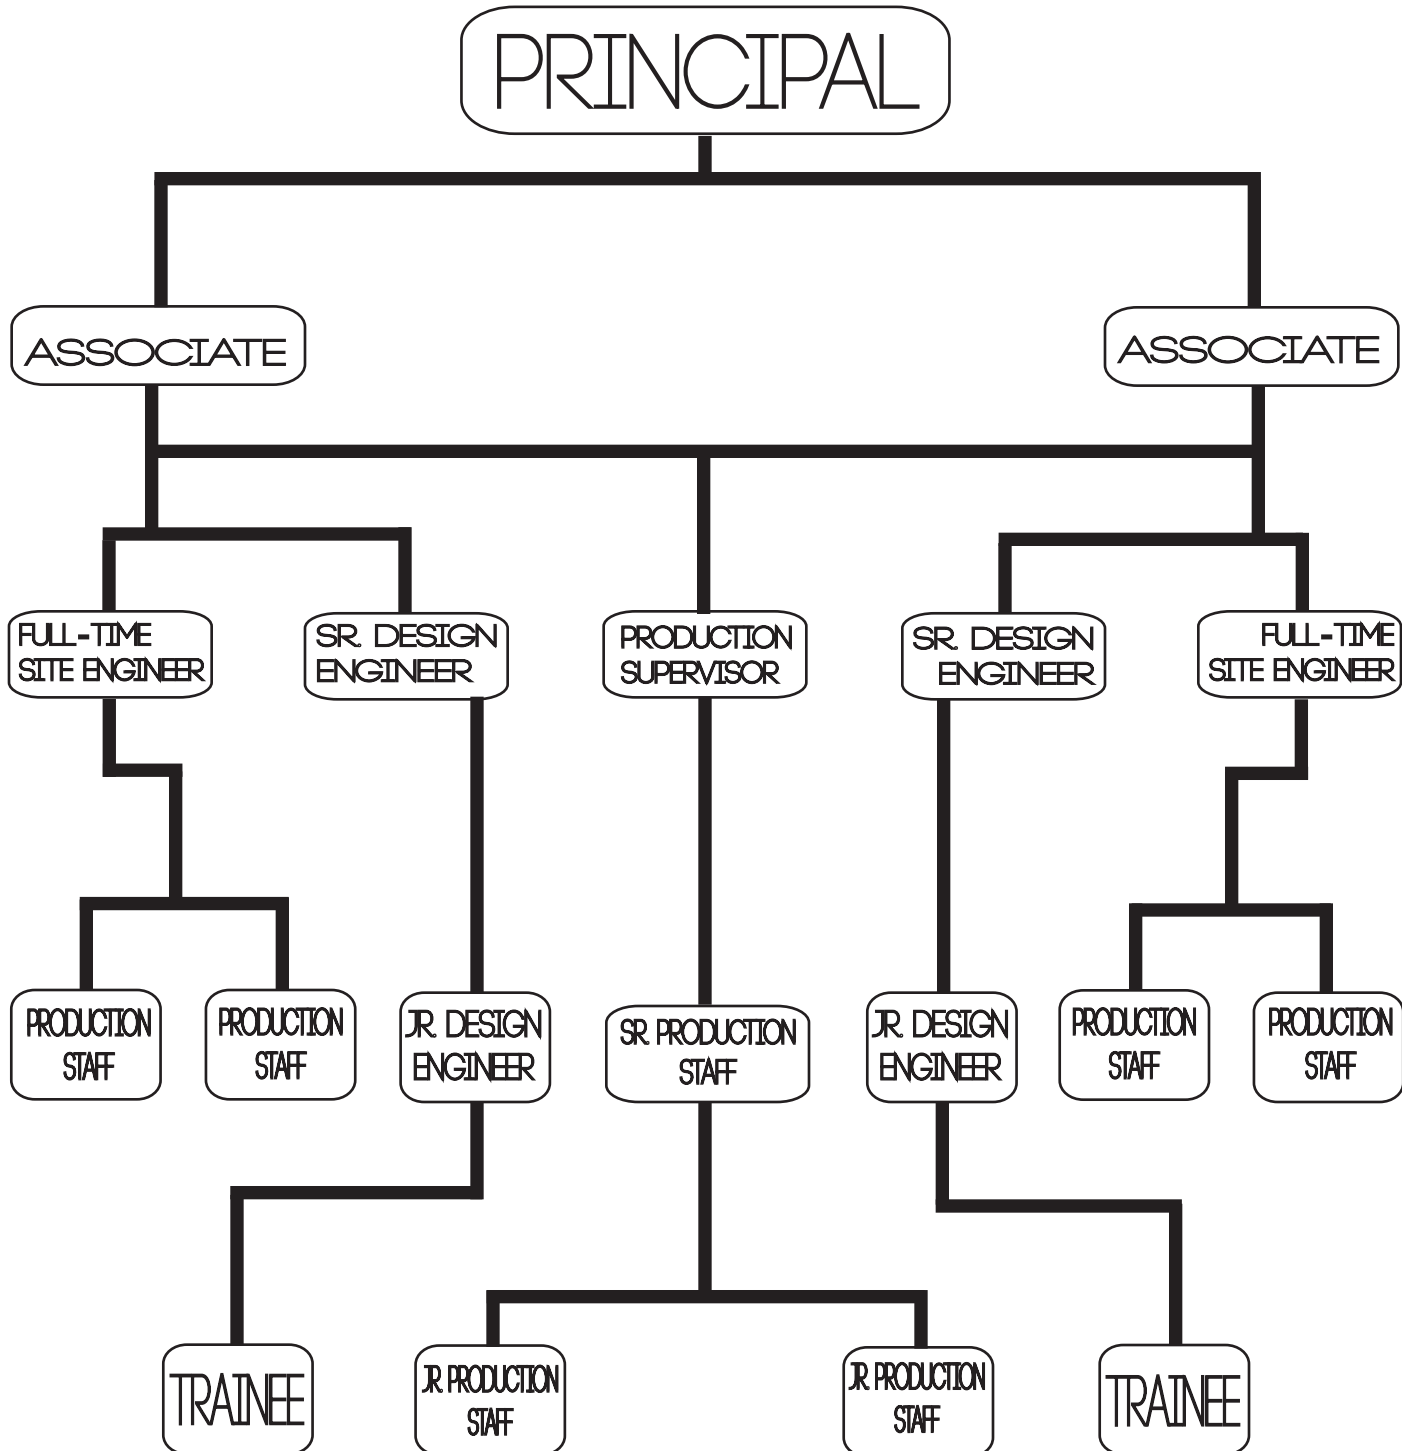 PRINCIPAL
ASSOCIATE
ASSOCIATE
FULL-TIME
SITE ENGINEER
SR. DESIGN
ENGINEER
PRODUCTION
SUPERVISOR
SR. DESIGN
ENGINEER
FULL-TIME
SITE ENGINEER
PRODUCTION
STAFF
PRODUCTION
STAFF
JR. DESIGN
ENGINEER
SR. PRODUCTION
STAFF
JR. DESIGN
ENGINEER
PRODUCTION
STAFF
PRODUCTION
STAFF
TRAINEE
JR. PRODUCTION
STAFF
JR. PRODUCTION
STAFF
TRAINEE